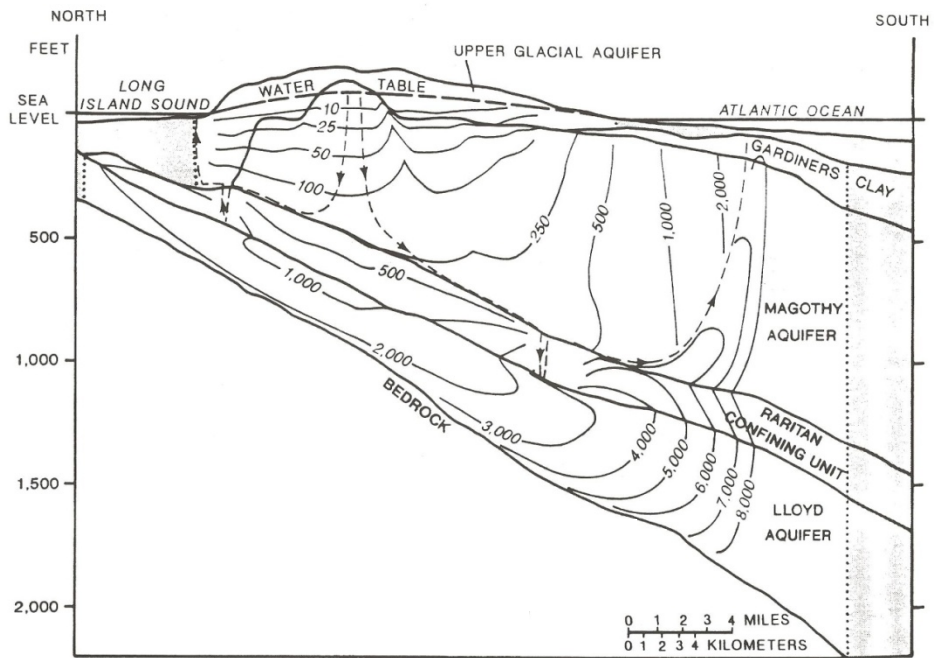 NORTH
SOUTH
FEET
UPPER GLACIAL AQUIFER
LONG
ISLAND SOUND
WATER TABLE
SEA
LEVEL
ATLANTIC OCEAN
10
25
50
100
GARDINERS CLAY
250
500
1,000
2,000
500
500
1,000
MAGOTHY
AQUIFER
1,000
2,000
BEDROCK
3,000
4,000
5,000
6,000
7,000
8,000
RARITAN
CONFINING UNIT
1,500
LLOYD
AQUIFER
2,000
0 1 2 3 4 MILES
0 1 2 3 4 KILOMETERS